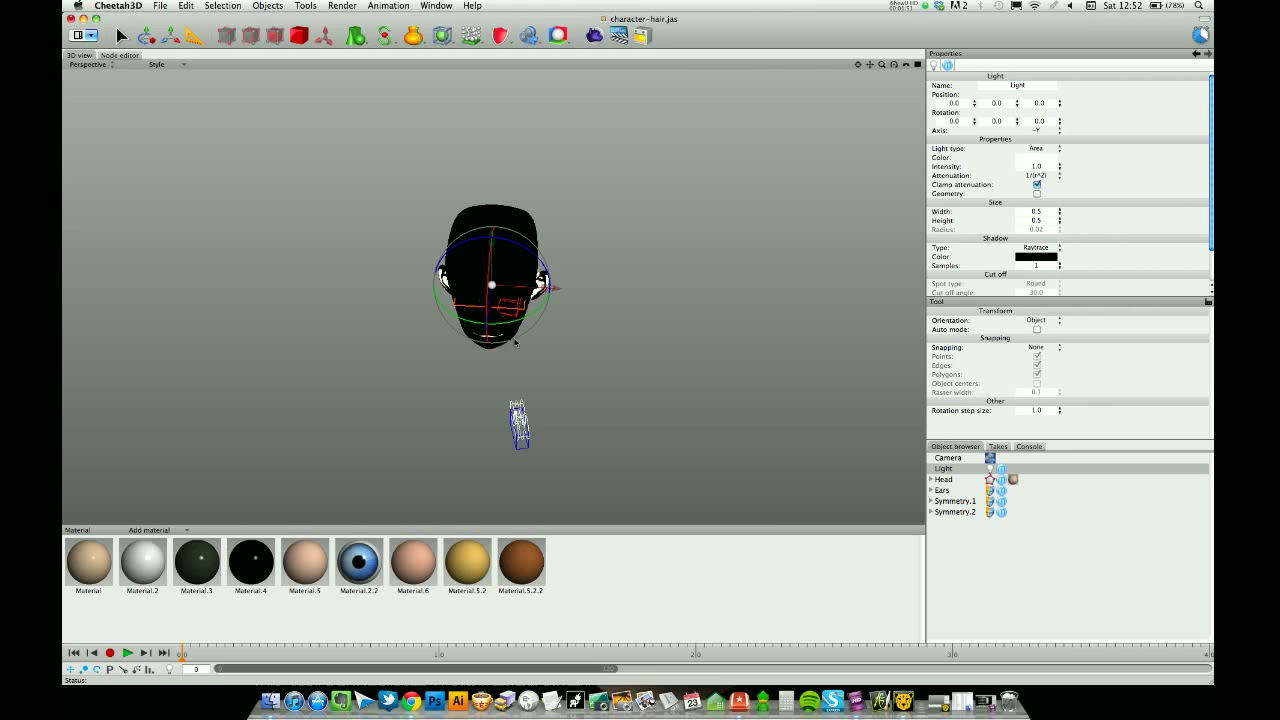 Cheetah3D File Edit Selection Objects Tools Render Animation Window Help
Sat 12:52 (78%)
character-hair.jas
3D view Node editor
Perspective Style
Properties
Light
Name: Light
Position:
0.0 0.0 0.0
Rotation:
0.0 0.0 0.0
Axis: -Y
Properties
Light type: Area
Color:
Intensity: 1.0
Attenuation: 1/(r^2)
Clamp attenuation:
Geometry:
Size
Width: 0.5
Height: 0.5
Radius: 0.02
Shadow
Type: Raytrace
Color:
Samples: 1
Cut off
Spot type: Round
Cut off angle: 30.0
Tool
Transform
Orientation: Object
Auto mode:
Snapping
Snapping: None
Points:
Edges:
Polygons:
Object centers:
Raster width: 0.1
Other
Rotation step size: 1.0
Object browser Takes Console
Camera
Light
Head
Ears
Symmetry.1
Symmetry.2
Material Add material
Material Material.2 Material.3 Material.4 Material.5 Material.2.2 Material.6 Material.5.2 Material.5.2.2
0
Status: